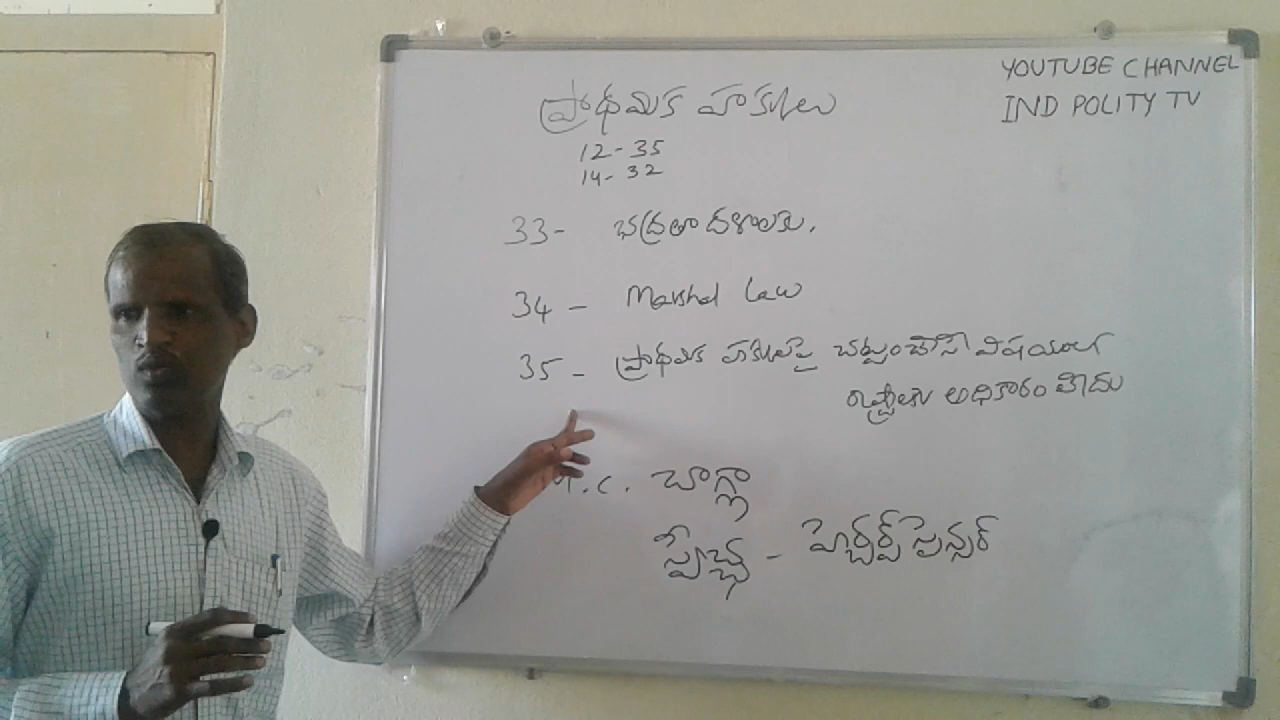 ప్రాథమిక హక్కులు
YOUTUBE CHANNEL
IND POLITY TV
12-35
14-32
33- భద్రతా దళాలకు.
34 - Marshal Law
35 - ప్రాథమిక హక్కులపై చట్టంచేసే విషయంలో
రాష్ట్రాలకు అధికారం లేదు
.C. చాగ్లా
స్వేచ్ఛ - హెర్బర్ట్ స్పెన్సర్